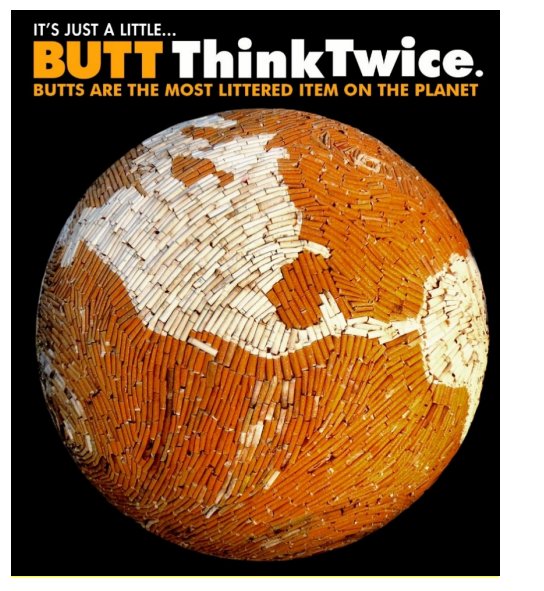 IT'S JUST A LITTLE...
BUTT ThinkTwice.
BUTTS ARE THE MOST LITTERED ITEM ON THE PLANET